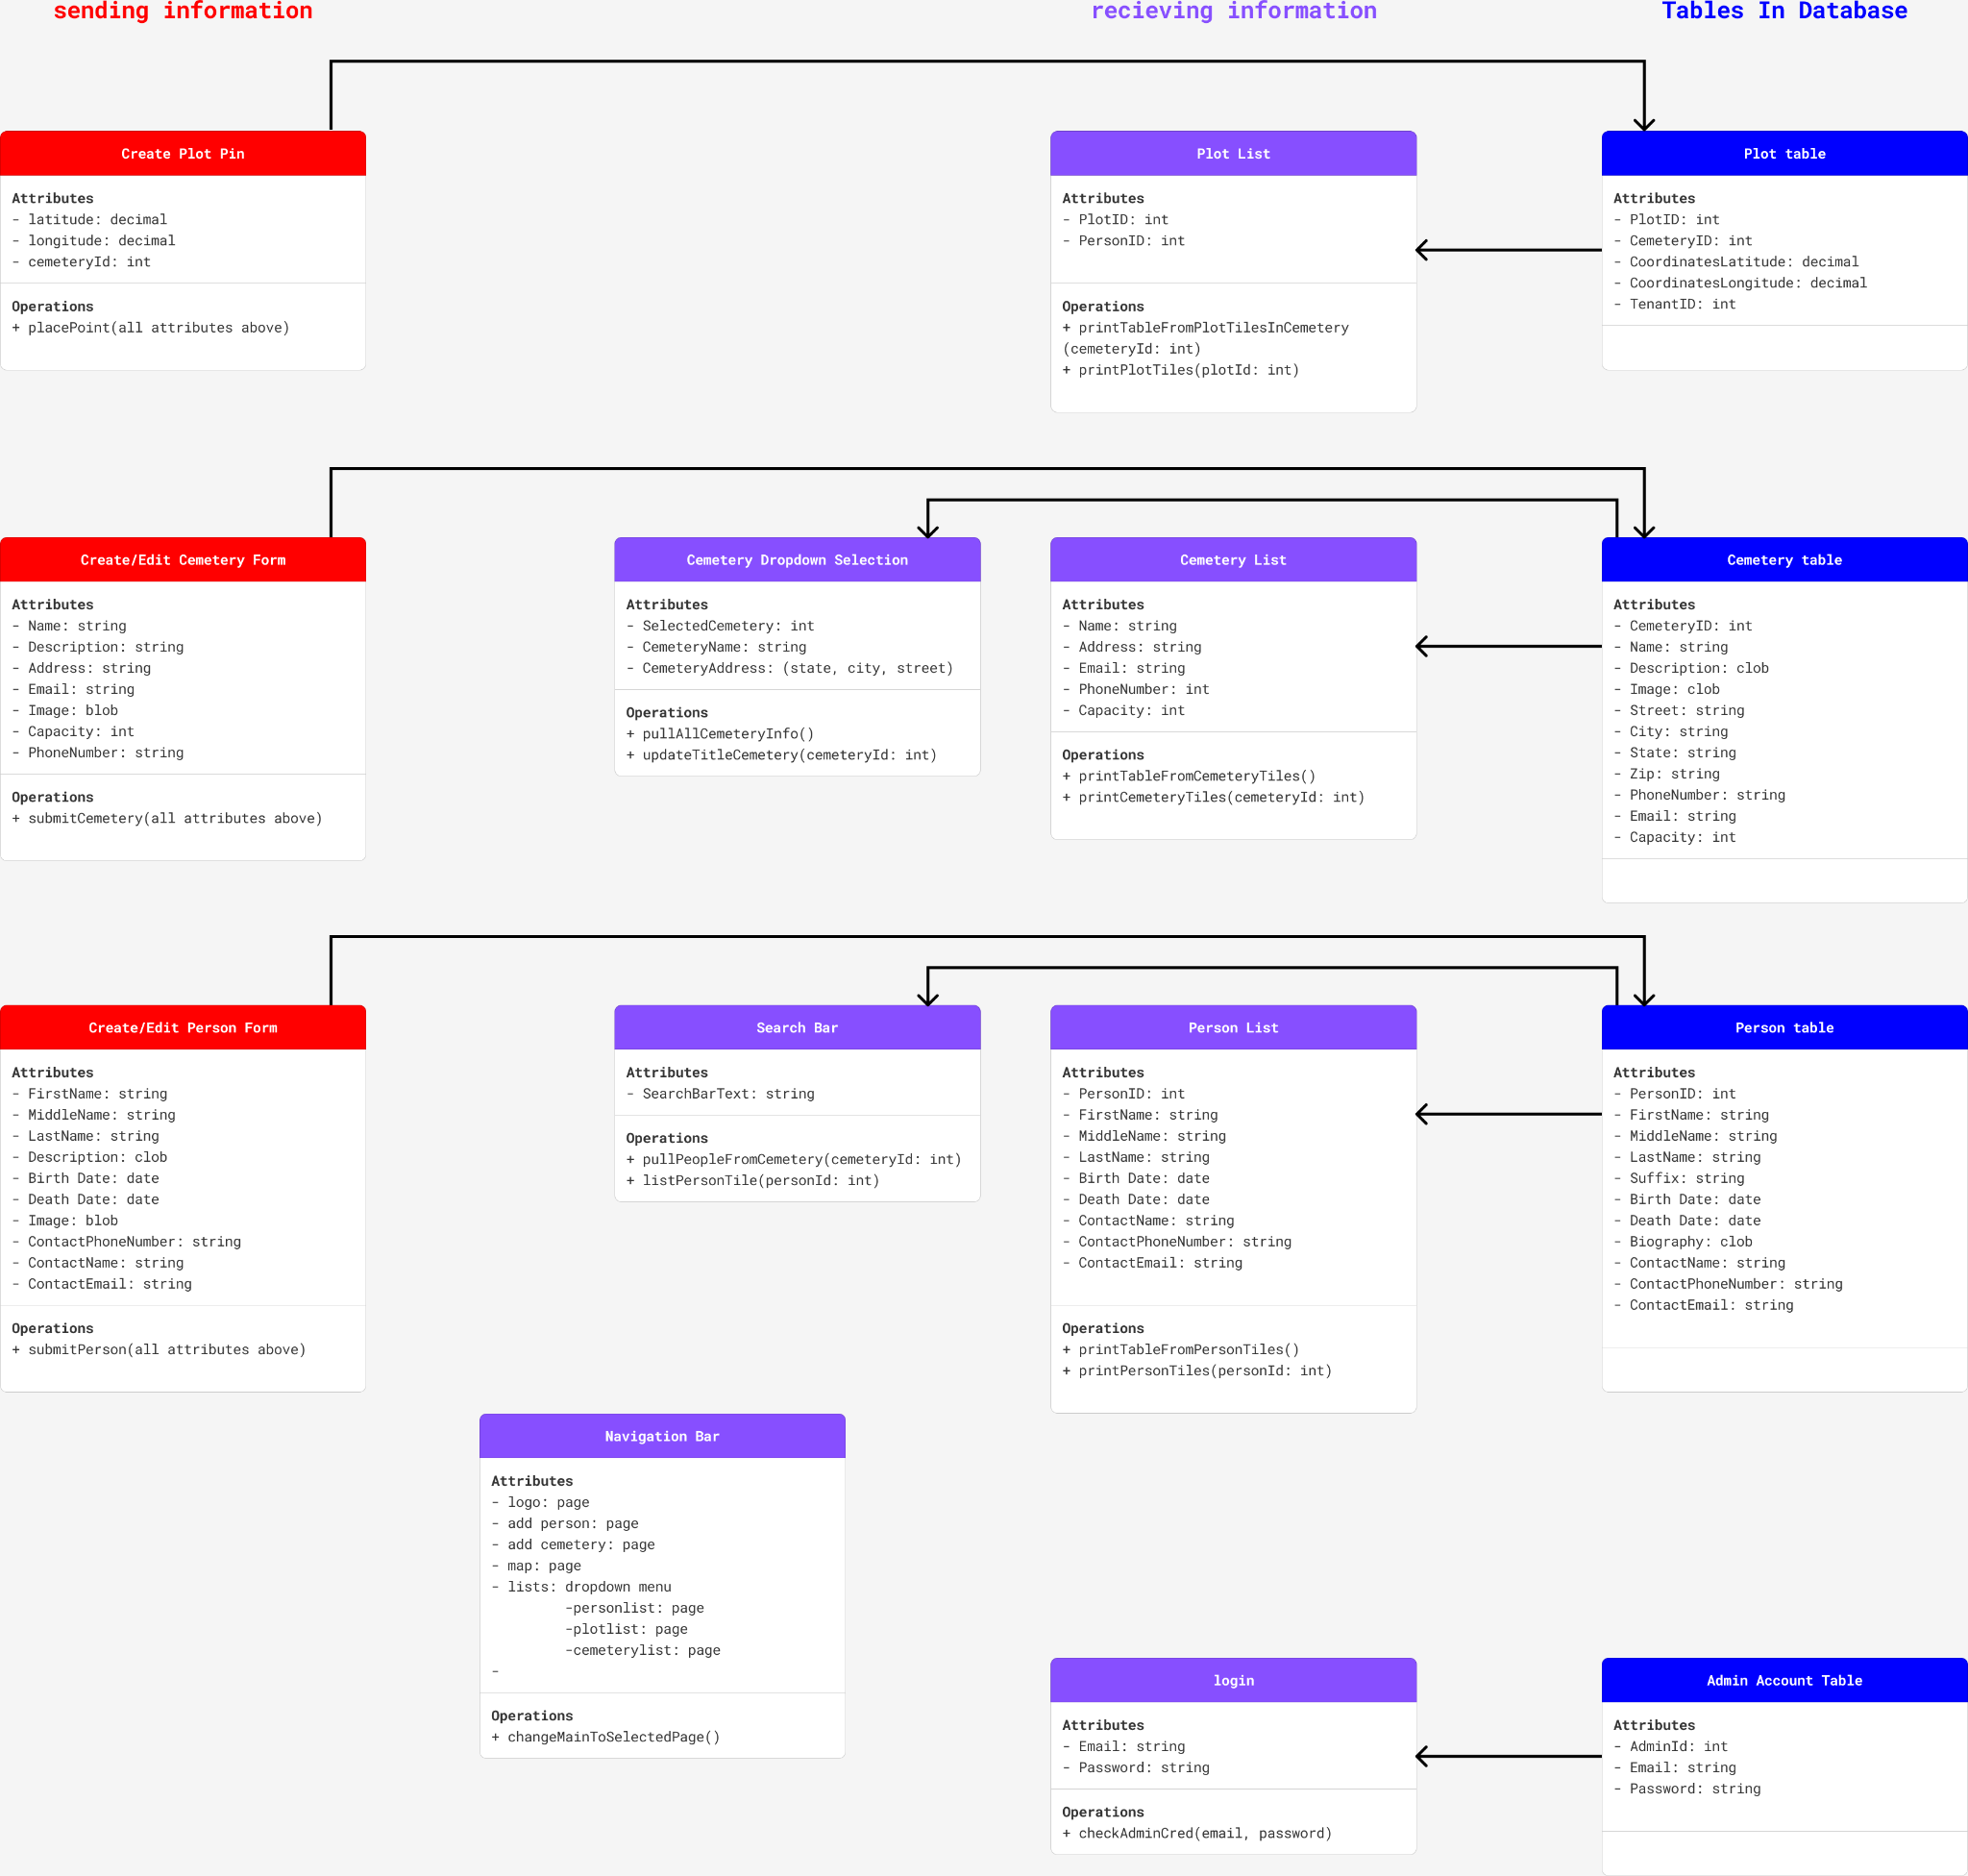 sending information
recieving information
Tables In Database
Create Plot Pin
Attributes
- latitude: decimal
- longitude: decimal
- cemeteryId: int
Operations
+ placePoint(all attributes above)
Plot List
Attributes
- PlotID: int
- PersonID: int
Operations
+ printTableFromPlotTilesInCemetery
(cemeteryId: int)
+ printPlotTiles(plotId: int)
Plot table
Attributes
- PlotID: int
- CemeteryID: int
- CoordinatesLatitude: decimal
- CoordinatesLongitude: decimal
- TenantID: int
Create/Edit Cemetery Form
Attributes
- Name: string
- Description: string
- Address: string
- Email: string
- Image: blob
- Capacity: int
- PhoneNumber: string
Operations
+ submitCemetery(all attributes above)
Cemetery Dropdown Selection
Attributes
- SelectedCemetery: int
- CemeteryName: string
- CemeteryAddress: (state, city, street)
Operations
+ pullAllCemeteryInfo()
+ updateTitleCemetery(cemeteryId: int)
Cemetery List
Attributes
- Name: string
- Address: string
- Email: string
- PhoneNumber: int
- Capacity: int
Operations
+ printTableFromCemeteryTiles()
+ printCemeteryTiles(cemeteryId: int)
Cemetery table
Attributes
- CemeteryID: int
- Name: string
- Description: clob
- Image: clob
- Street: string
- City: string
- State: string
- Zip: string
- PhoneNumber: string
- Email: string
- Capacity: int
Create/Edit Person Form
Attributes
- FirstName: string
- MiddleName: string
- LastName: string
- Description: clob
- Birth Date: date
- Death Date: date
- Image: blob
- ContactPhoneNumber: string
- ContactName: string
- ContactEmail: string
Operations
+ submitPerson(all attributes above)
Search Bar
Attributes
- SearchBarText: string
Operations
+ pullPeopleFromCemetery(cemeteryId: int)
+ listPersonTile(personId: int)
Person List
Attributes
- PersonID: int
- FirstName: string
- MiddleName: string
- LastName: string
- Birth Date: date
- Death Date: date
- ContactName: string
- ContactPhoneNumber: string
- ContactEmail: string
Operations
+ printTableFromPersonTiles()
+ printPersonTiles(personId: int)
Person table
Attributes
- PersonID: int
- FirstName: string
- MiddleName: string
- LastName: string
- Suffix: string
- Birth Date: date
- Death Date: date
- Biography: clob
- ContactName: string
- ContactPhoneNumber: string
- ContactEmail: string
Navigation Bar
Attributes
- logo: page
- add person: page
- add cemetery: page
- map: page
- lists: dropdown menu
-personlist: page
-plotlist: page
-cemeterylist: page
-
Operations
+ changeMainToSelectedPage()
login
Attributes
- Email: string
- Password: string
Operations
+ checkAdminCred(email, password)
Admin Account Table
Attributes
- AdminId: int
- Email: string
- Password: string